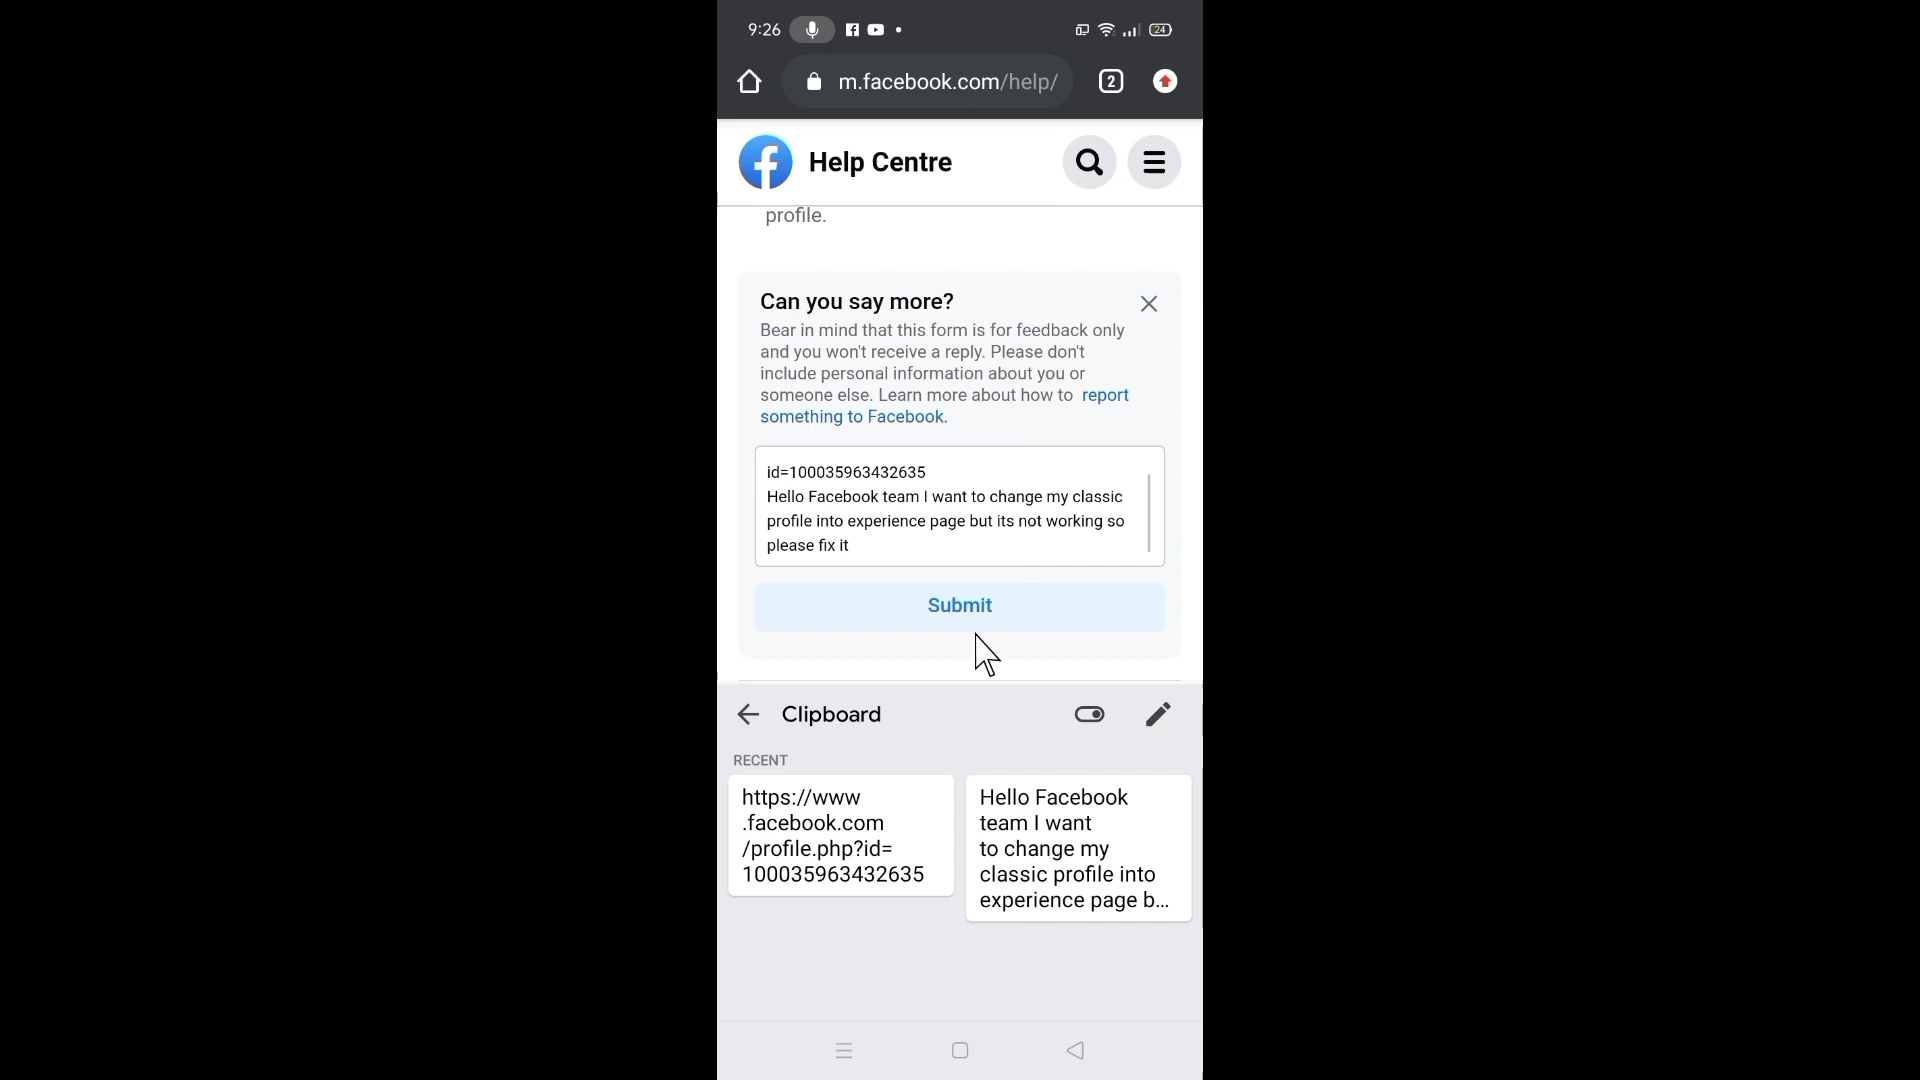 9:26
24
m.facebook.com/help/
2
Help Centre
profile.
Can you say more?
Bear in mind that this form is for feedback only
and you won't receive a reply. Please don't
include personal information about you or
someone else. Learn more about how to report
something to Facebook.
id=100035963432635
Hello Facebook team I want to change my classic
profile into experience page but its not working so
please fix it
Submit
Clipboard
RECENT
https://www
.facebook.com
/profile.php?id=
100035963432635
Hello Facebook
team I want
to change my
classic profile into
experience page b...